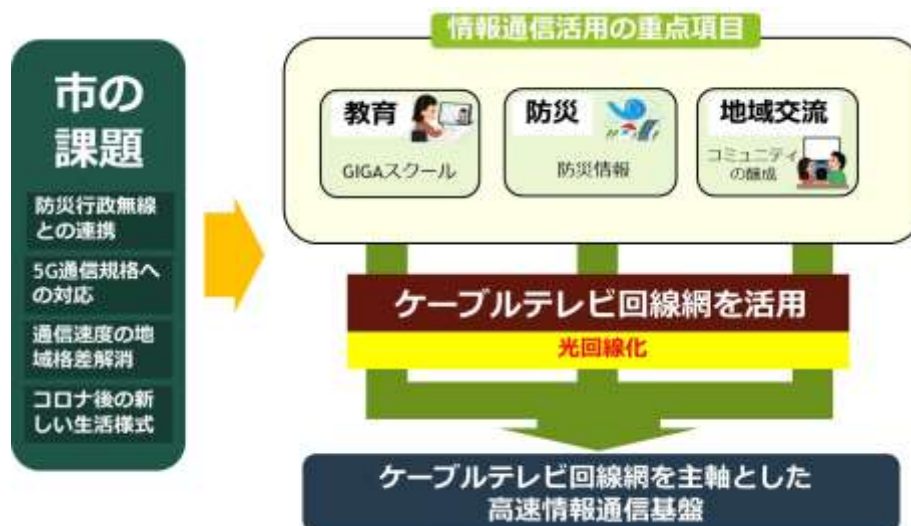 市の
課題
防災行政無線
との連携
5G通信規格へ
の対応
通信速度の地
域格差解消
コロナ後の新
しい生活様式
情報通信活用の重点項目
教育
GIGAスクール
防災
防災情報
地域交流
コミュニティ
の醸成
ケーブルテレビ回線網を活用
光回線化
ケーブルテレビ回線網を主軸とした
高速情報通信基盤